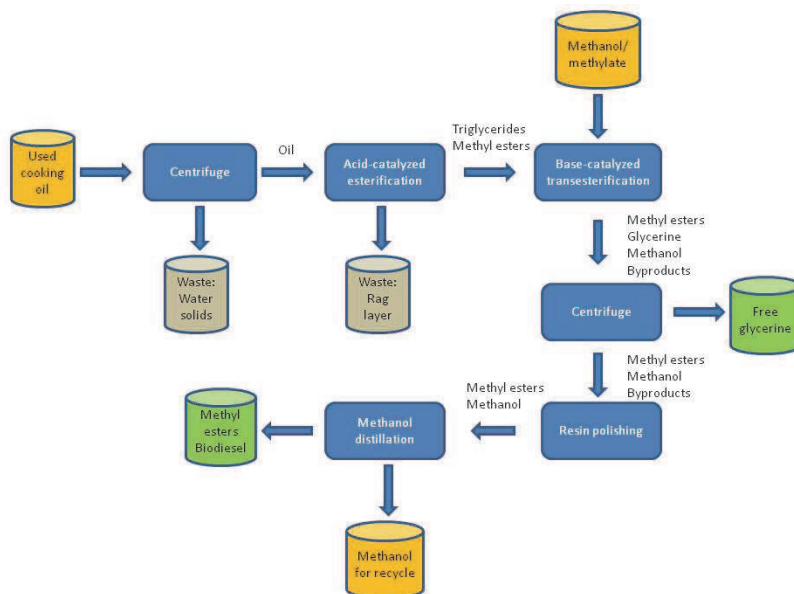 Methanol/
methylate
Used
cooking
oil
Centrifuge
Oil
Acid-catalyzed
esterification
Triglycerides
Methyl esters
Base-catalyzed
transesterification
Waste:
Water
solids
Waste:
Rag
layer
Methyl esters
Glycerine
Methanol
Byproducts
Centrifuge
Free
glycerine
Methyl esters
Methanol
Byproducts
Resin polishing
Methyl esters
Methanol
Methanol
distillation
Methyl
esters
Biodiesel
Methanol
for recycle